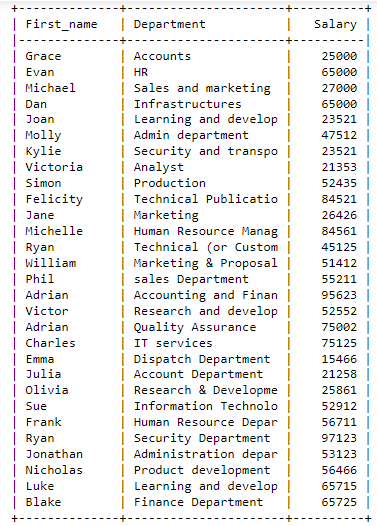 First_name | Department | Salary
Grace | Accounts | 25000
Evan | HR | 65000
Michael | Sales and marketing | 27000
Dan | Infrastructures | 65000
Joan | Learning and develop | 23521
Molly | Admin department | 47512
Kylie | Security and transpo | 23521
Victoria | Analyst | 21353
Simon | Production | 52435
Felicity | Technical Publicatio | 84521
Jane | Marketing | 26426
Michelle | Human Resource Manag | 84561
Ryan | Technical (or Custom | 45125
William | Marketing & Proposal | 51412
Phil | sales Department | 55211
Adrian | Accounting and Finan | 95623
Victor | Research and develop | 52552
Adrian | Quality Assurance | 75002
Charles | IT services | 75125
Emma | Dispatch Department | 15466
Julia | Account Department | 21258
Olivia | Research & Developme | 25861
Sue | Information Technolo | 52912
Frank | Human Resource Depar | 56711
Ryan | Security Department | 97123
Jonathan | Administration depar | 53123
Nicholas | Product development | 56466
Luke | Learning and develop | 65715
Blake | Finance Department | 65725